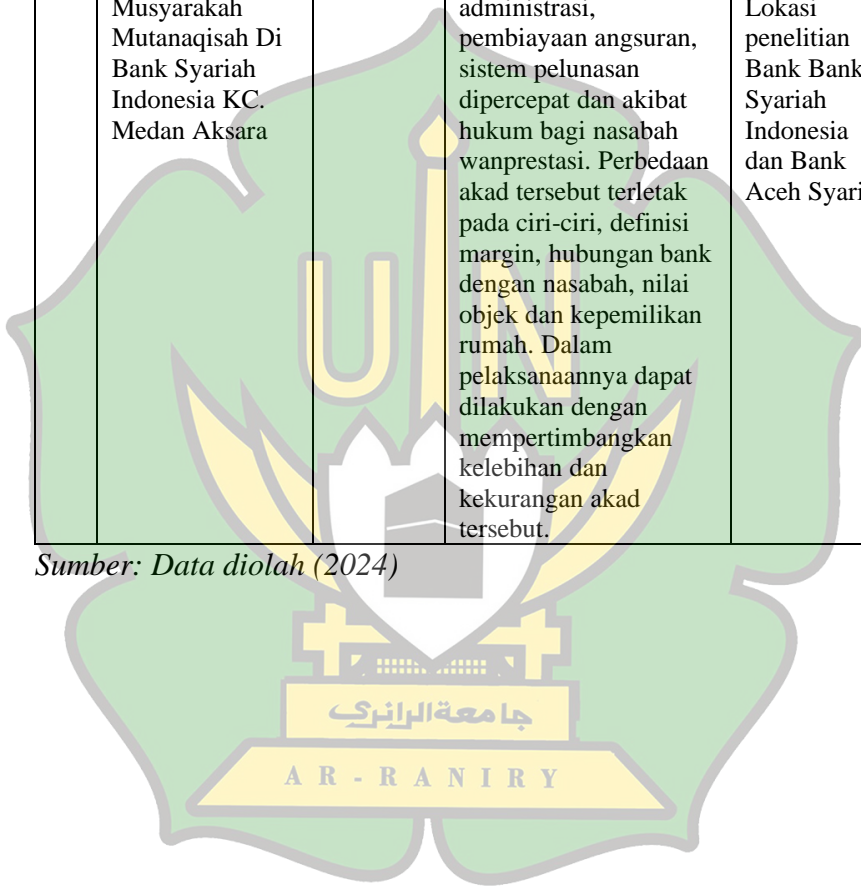 Musyarakah
Mutanaqisah Di
Bank Syariah
Indonesia KC.
Medan Aksara
administrasi,
pembiayaan angsuran,
sistem pelunasan
dipercepat dan akibat
hukum bagi nasabah
wanprestasi. Perbedaan
akad tersebut terletak
pada ciri-ciri, definisi
margin, hubungan bank
dengan nasabah, nilai
objek dan kepemilikan
rumah. Dalam
pelaksanaannya dapat
dilakukan dengan
mempertimbangkan
kelebihan dan
kekurangan akad
tersebut.
Lokasi
penelitian
Bank Bank
Syariah
Indonesia
dan Bank
Aceh Syari
Sumber: Data diolah (2024)
UIN
جامعة الرانري
AR-RANIRY